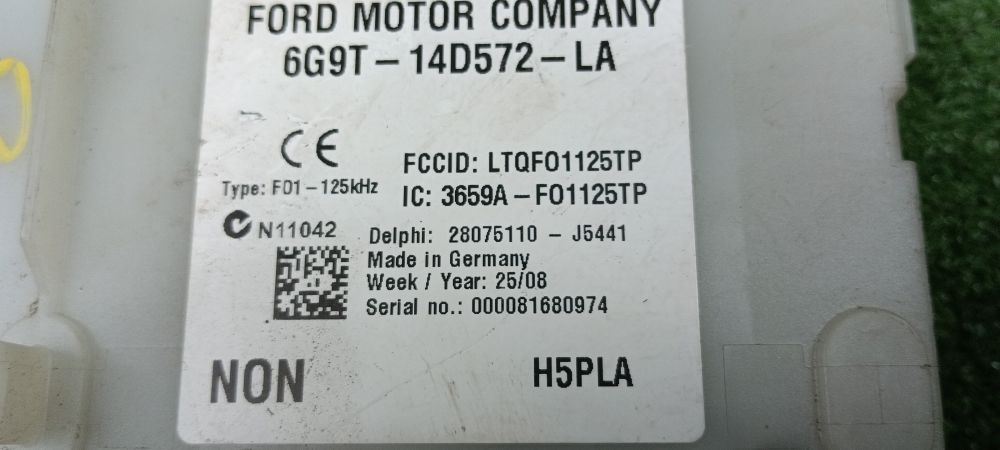 FORD MOTOR COMPANY
6G9T-14D572-LA
CE
FCCID: LTQFO1125TP
Type: F01-125kHz
IC: 3659A-FO1125TP
N11042
Delphi: 28075110 - J5441
Made in Germany
Week / Year: 25/08
Serial no.: 000081680974
NON
H5PLA